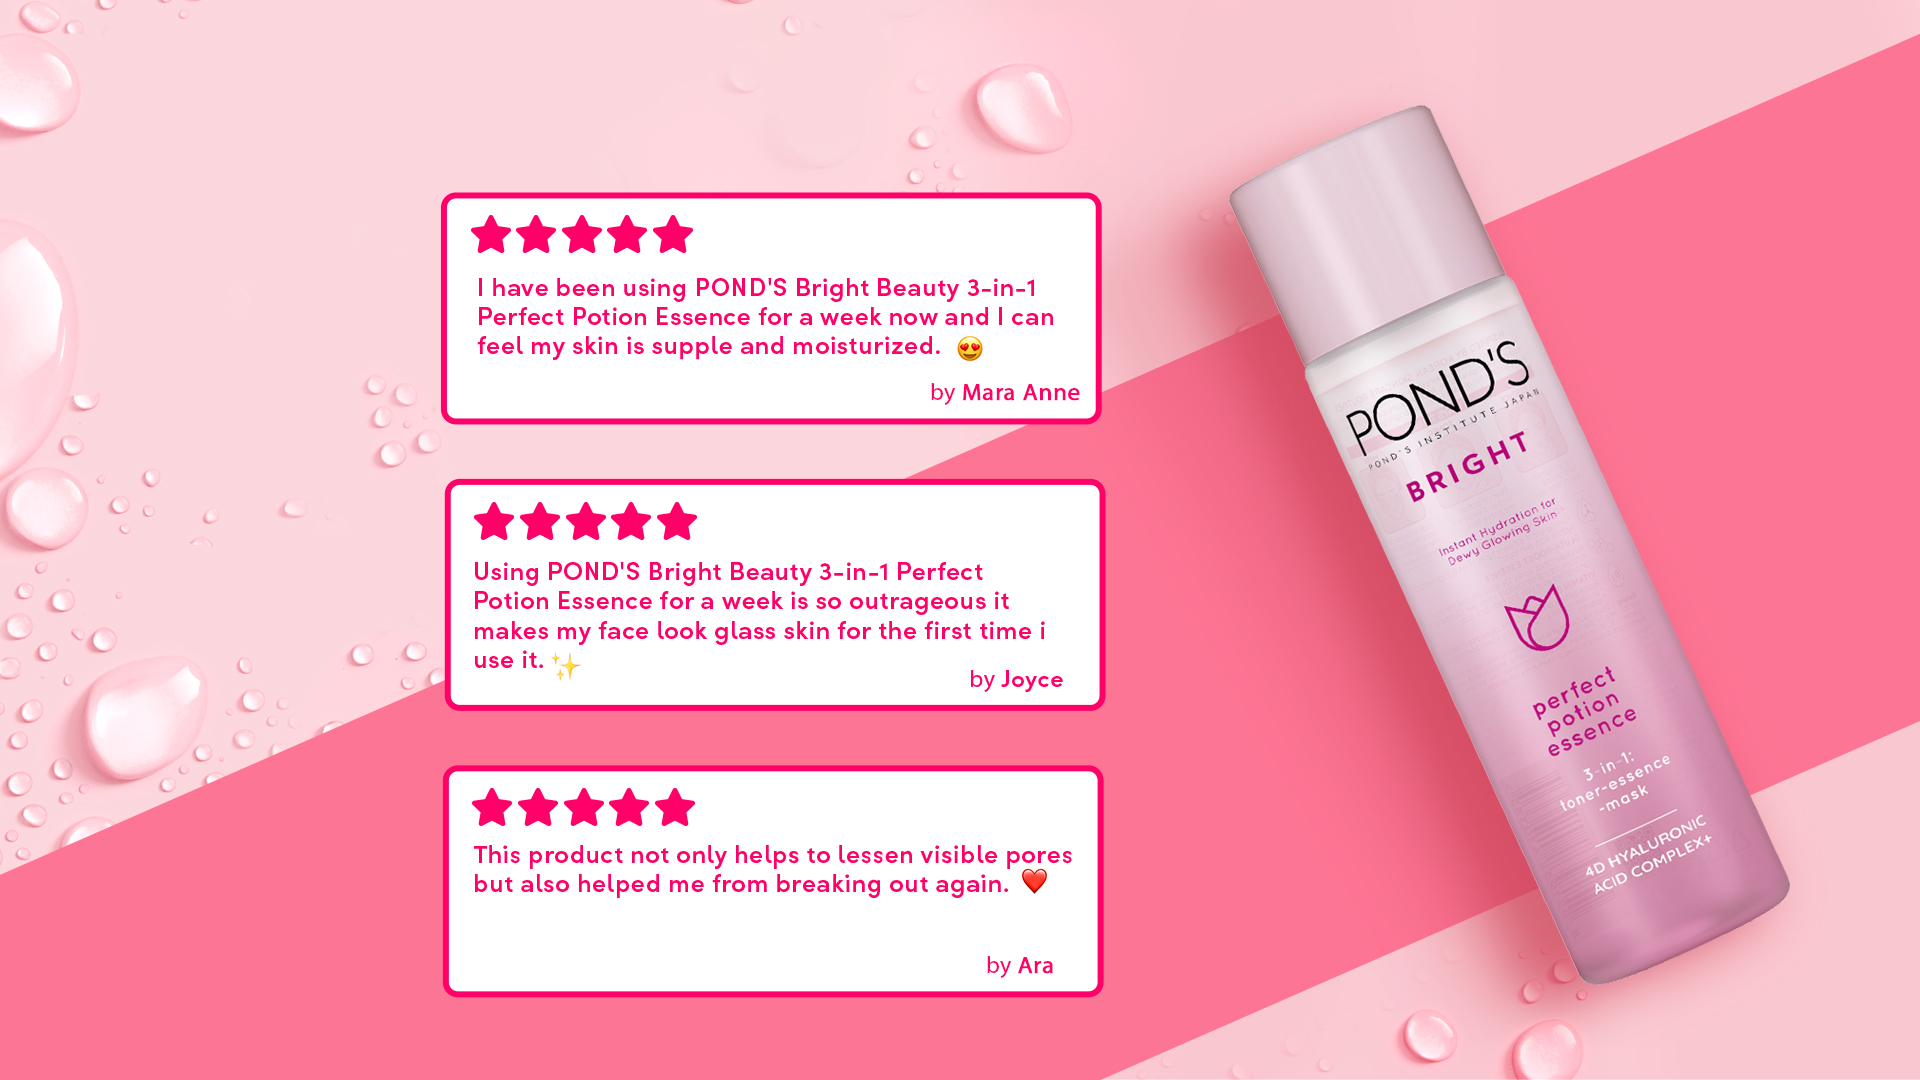 I have been using POND'S Bright Beauty 3-in-1
Perfect Potion Essence for a week now and I can
feel my skin is supple and moisturized. 😍
by Mara Anne
Using POND'S Bright Beauty 3-in-1 Perfect
Potion Essence for a week is so outrageous it
makes my face look glass skin for the first time i
use it. ✨
by Joyce
This product not only helps to lessen visible pores
but also helped me from breaking out again. ❤️
by Ara
POND'S
POND'S INSTITUTE JAPAN
BRIGHT
Instant Hydration for
Dewy Glowing Skin
perfect
potion
essence
3-in-1:
toner-essence
-mask
4D HYALURONIC
ACID COMPLEX+